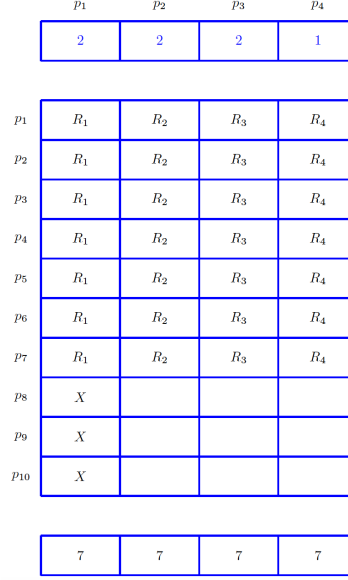 p₁ p₂ p₃ p₄
2 2 2 1
p₁ R₁ R₂ R₃ R₄
p₂ R₁ R₂ R₃ R₄
p₃ R₁ R₂ R₃ R₄
p₄ R₁ R₂ R₃ R₄
p₅ R₁ R₂ R₃ R₄
p₆ R₁ R₂ R₃ R₄
p₇ R₁ R₂ R₃ R₄
p₈ X
p₉ X
p₁₀ X
7 7 7 7